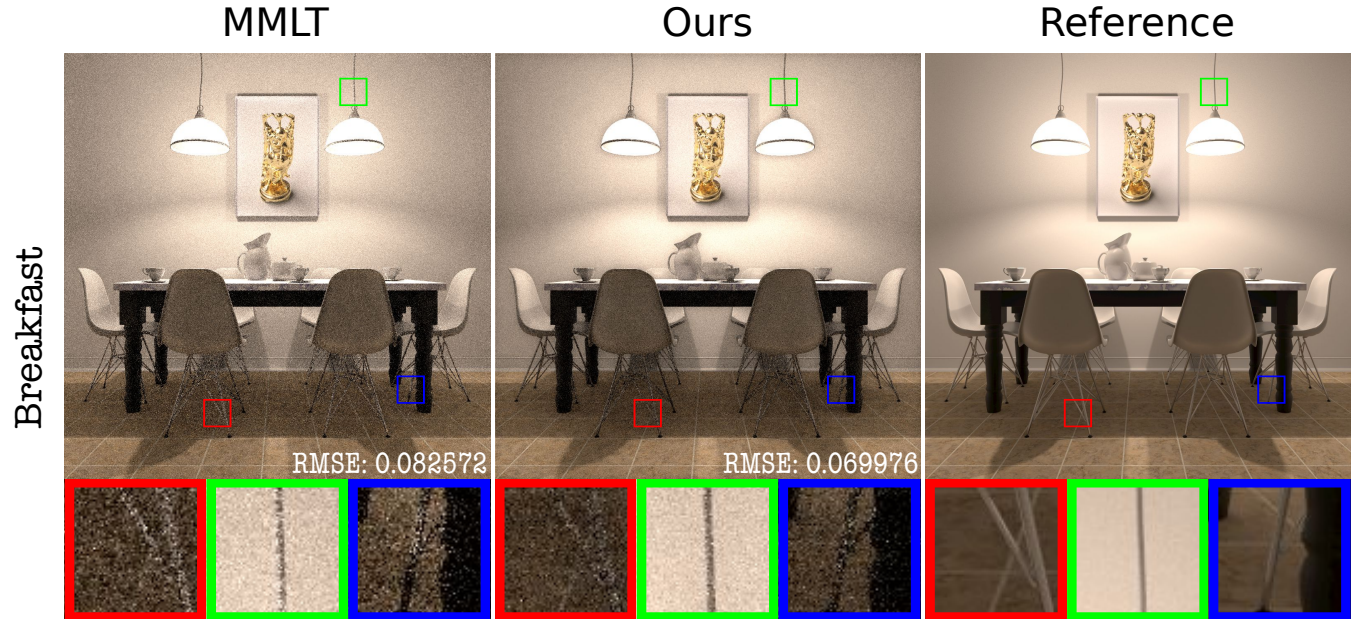 MMLT
Ours
Reference
Breakfast
RMSE: 0.082572
RMSE: 0.069976